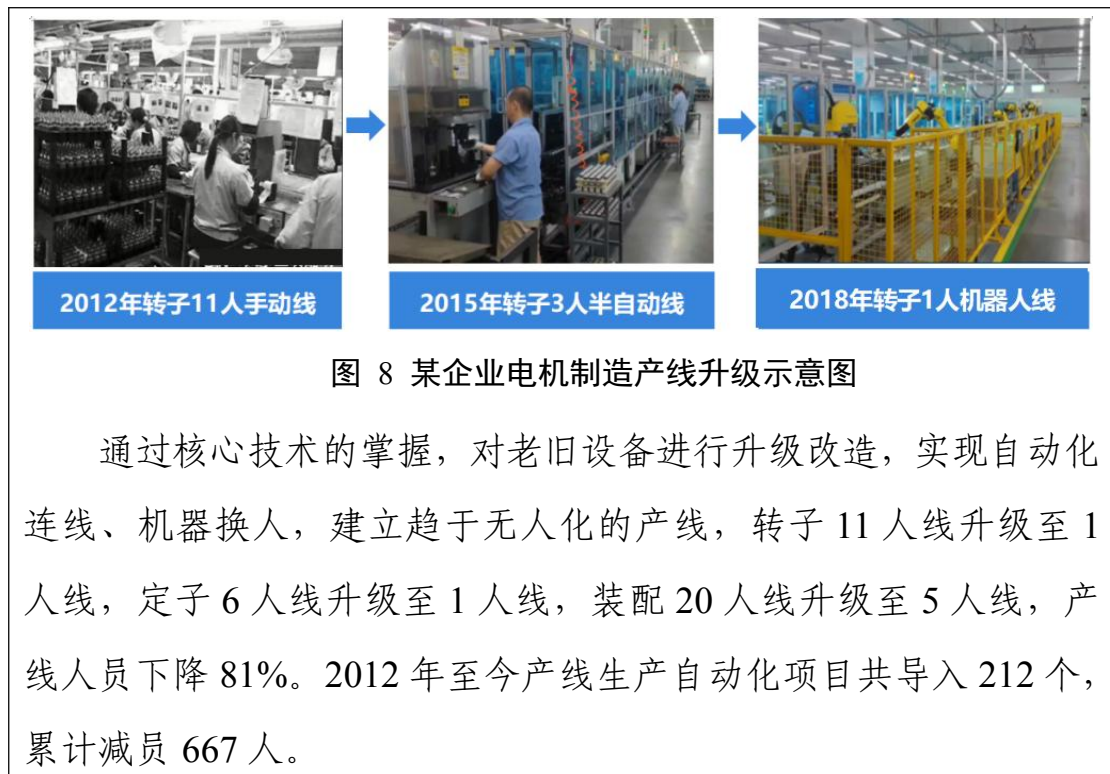 2012年转子11人手动线
2015年转子3人半自动线
2018年转子1人机器人线
图 8 某企业电机制造产线升级示意图
通过核心技术的掌握，对老旧设备进行升级改造，实现自动化
连线、机器换人，建立趋于无人化的产线，转子 11 人线升级至 1
人线，定子 6 人线升级至 1 人线，装配 20 人线升级至 5 人线，产
线人员下降 81%。2012 年至今产线生产自动化项目共导入 212 个，
累计减员 667 人。